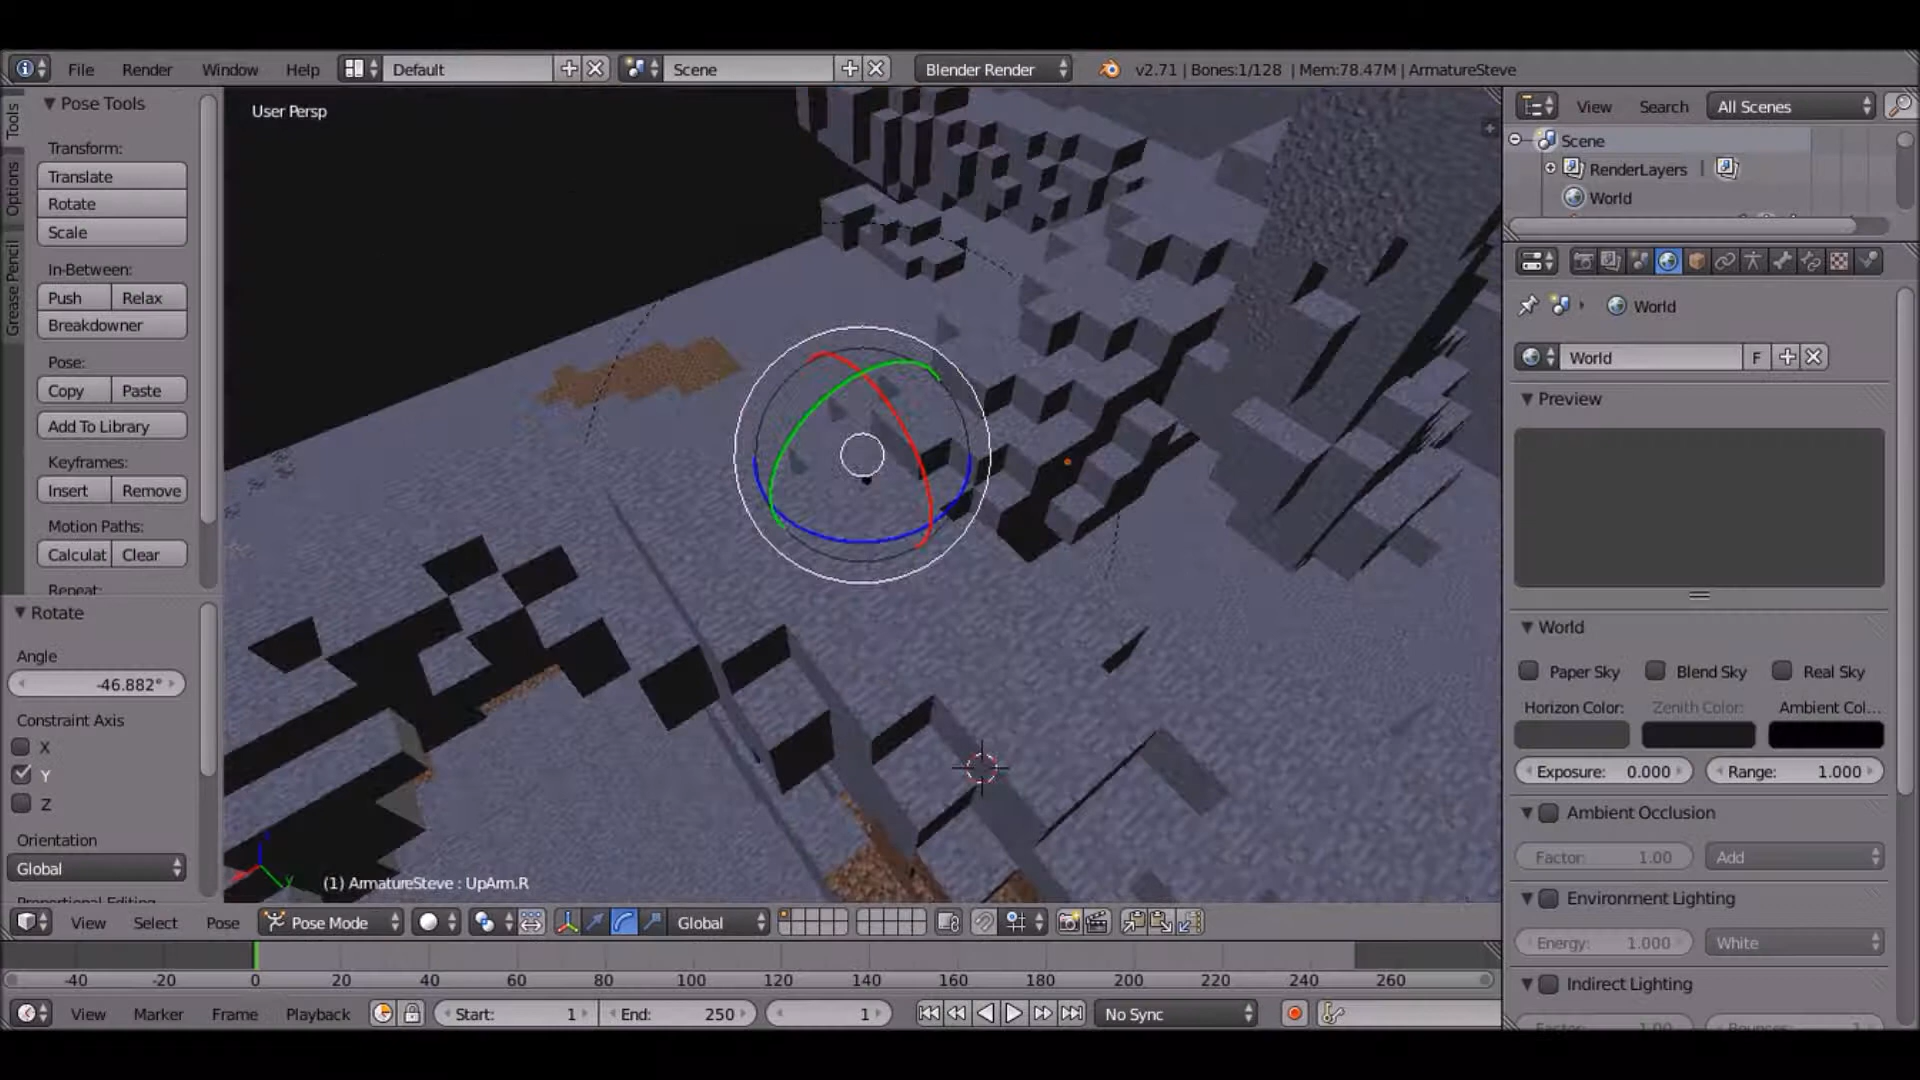 File Render Window Help Default Scene Blender Render v2.71 | Bones:1/128 | Mem:78.47M | ArmatureSteve
Tools
Options
Grease Pencil
Pose Tools
Transform:
Translate
Rotate
Scale
In-Between:
Push Relax
Breakdowner
Pose:
Copy Paste
Add To Library
Keyframes:
Insert Remove
Motion Paths:
Calculat Clear
Repeat:
Rotate
Angle
-46.882°
Constraint Axis
X
Y
Z
Orientation
Global
Proportional Editing
User Persp
(1) ArmatureSteve : UpArm.R
y
View Select Pose Pose Mode Global
-40 -20 0 20 40 60 80 100 120 140 160 180 200 220 240 260
View Marker Frame Playback Start: 1 End: 250 1 No Sync
View Search All Scenes
Scene
RenderLayers |
World
World
World F
Preview
World
Paper Sky Blend Sky Real Sky
Horizon Color: Zenith Color: Ambient Col...
Exposure: 0.000 Range: 1.000
Ambient Occlusion
Factor: 1.00 Add
Environment Lighting
Energy: 1.000 White
Indirect Lighting
Factor: 1.00 Bounces: 1